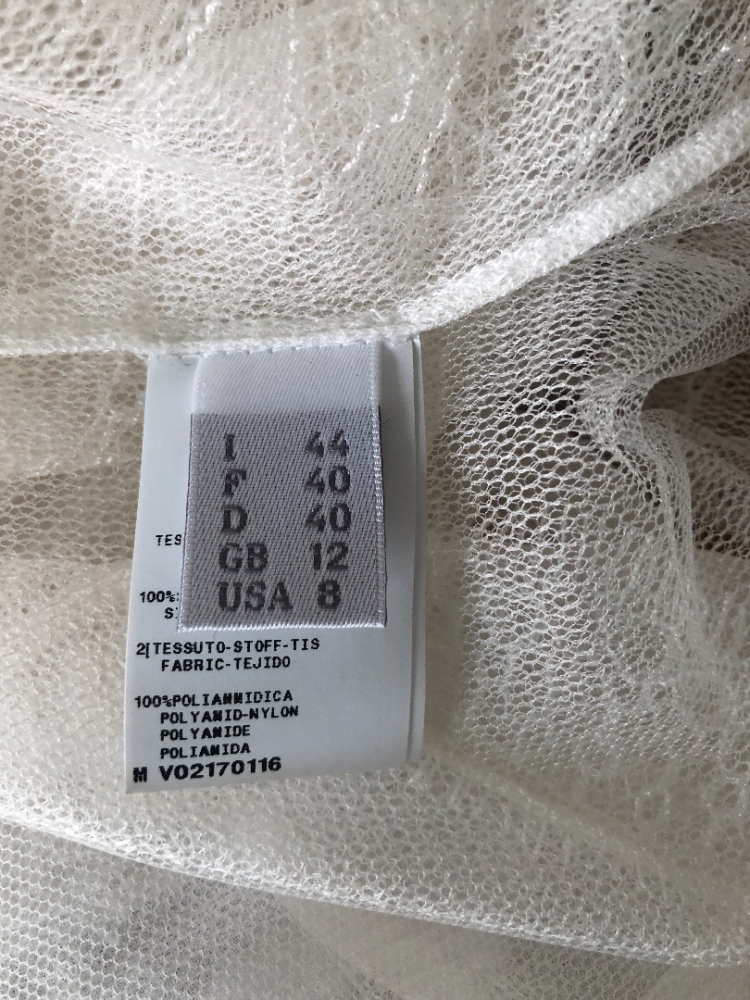 I 44
F 40
D 40
GB 12
USA 8
TES
100%
S
2[TESSUTO-STOFF-TIS
FABRIC-TEJIDO
100%POLIAMMIDICA
POLYAMID-NYLON
POLYAMIDE
POLIAMIDA
M V02170116